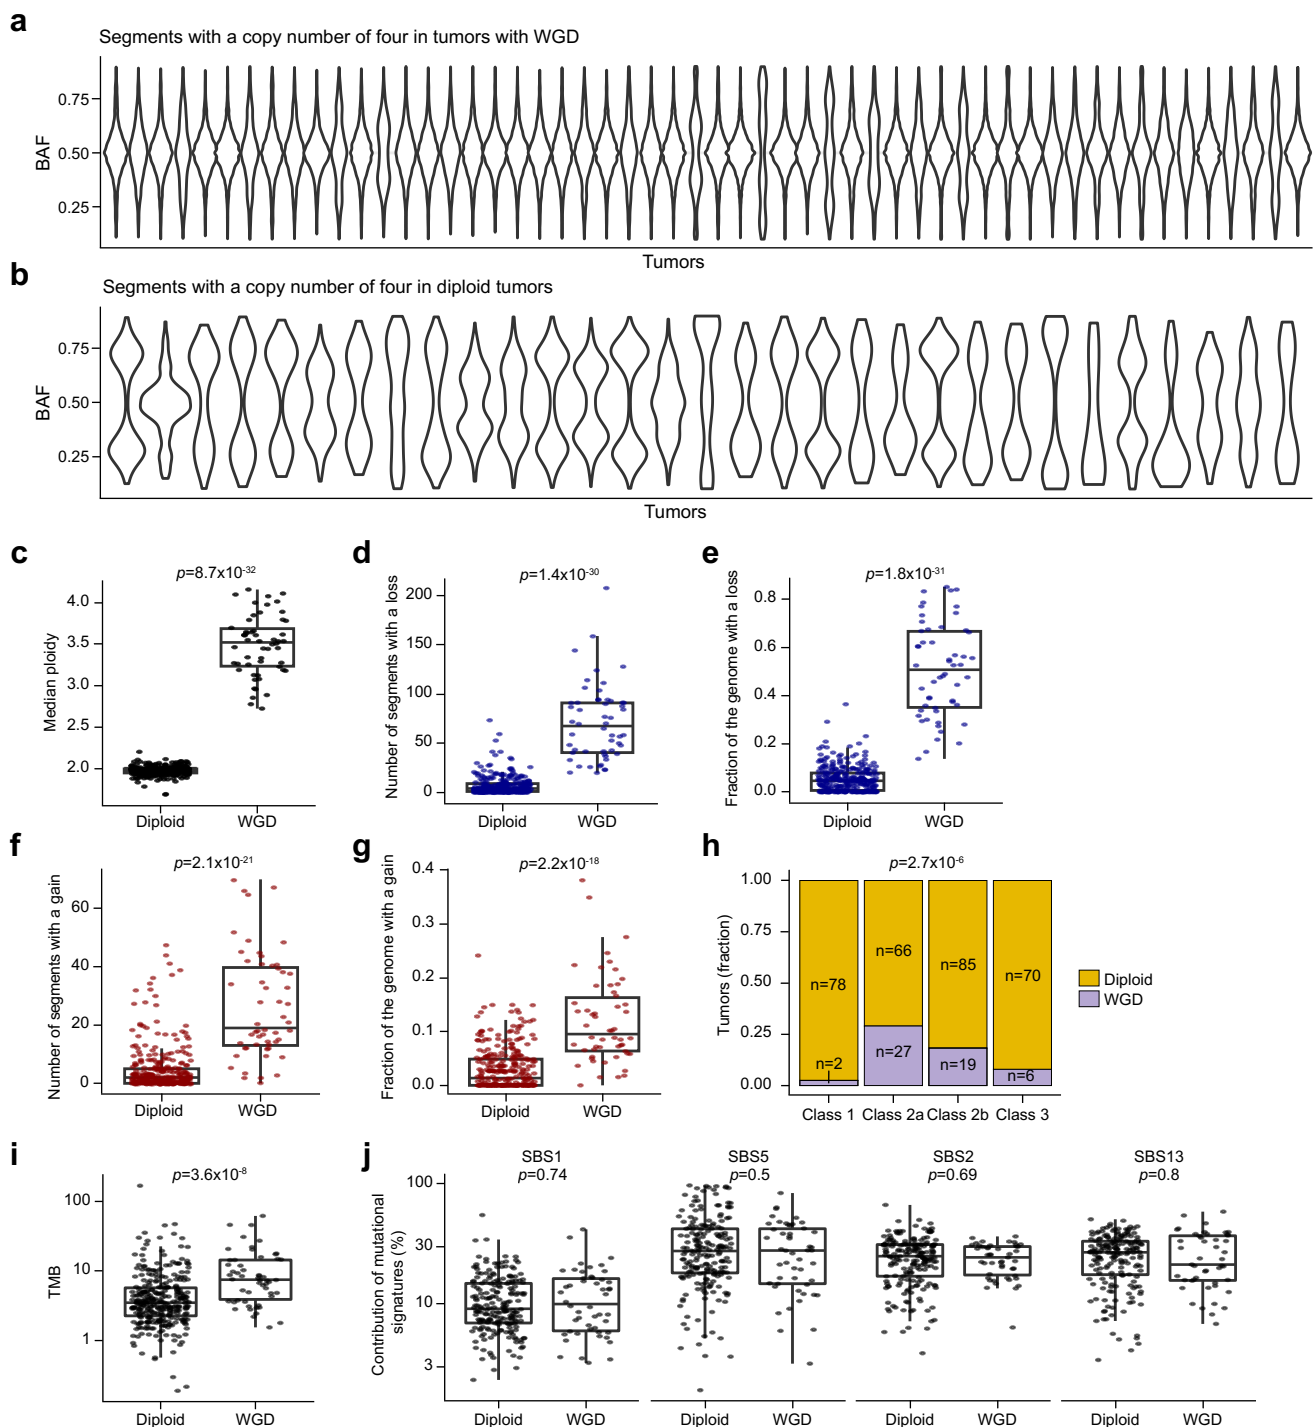 a
Segments with a copy number of four in tumors with WGD
BAF
0.75
0.50
0.25
Tumors
b
Segments with a copy number of four in diploid tumors
BAF
0.75
0.50
0.25
Tumors
c
p=8.7x10-32
Median ploidy
4.0
3.5
3.0
2.5
2.0
Diploid WGD
d
p=1.4x10-30
Number of segments with a loss
200
150
100
50
0
Diploid WGD
e
p=1.8x10-31
Fraction of the genome with a loss
0.8
0.6
0.4
0.2
0.0
Diploid WGD
f
p=2.1x10-21
Number of segments with a gain
60
40
20
0
Diploid WGD
g
p=2.2x10-18
Fraction of the genome with a gain
0.4
0.3
0.2
0.1
0.0
Diploid WGD
h
p=2.7x10-6
Tumors (fraction)
1.00
0.75
0.50
0.25
0.00
n=78 n=66 n=85 n=70
n=2 n=27 n=19 n=6
Class 1 Class 2a Class 2b Class 3
Diploid
WGD
i
p=3.6x10-8
TMB
100
10
1
Diploid WGD
j
Contribution of mutational
signatures (%)
100
30
10
3
SBS1 SBS5 SBS2 SBS13
p=0.74 p=0.5 p=0.69 p=0.8
Diploid WGD Diploid WGD Diploid WGD Diploid WGD